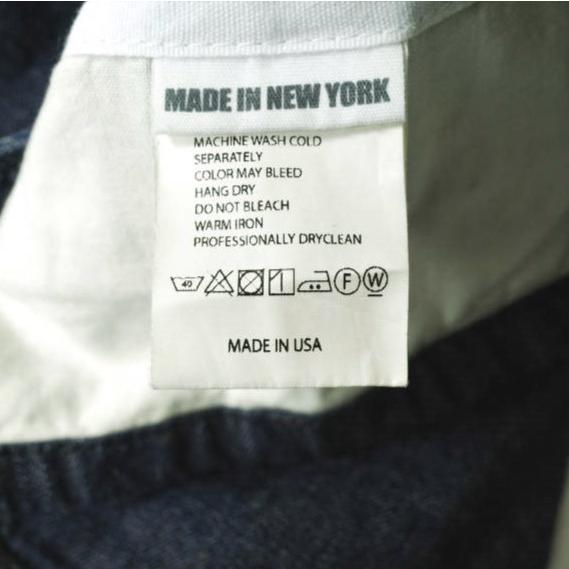 MADE IN NEW YORK
MACHINE WASH COLD
SEPARATELY
COLOR MAY BLEED
HANG DRY
DO NOT BLEACH
WARM IRON
PROFESSIONALLY DRYCLEAN
40 F W
MADE IN USA